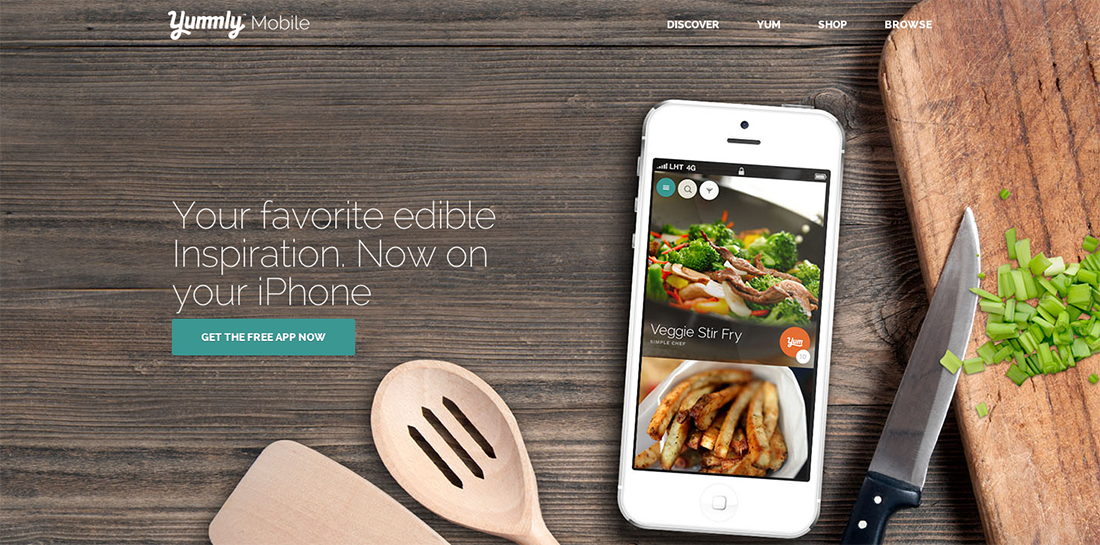 Yummly Mobile
DISCOVER YUM SHOP BROWSE
Your favorite edible
Inspiration. Now on
your iPhone
GET THE FREE APP NOW
LHT 4G
Veggie Stir Fry
SIMPLE CHEF
Yum
10